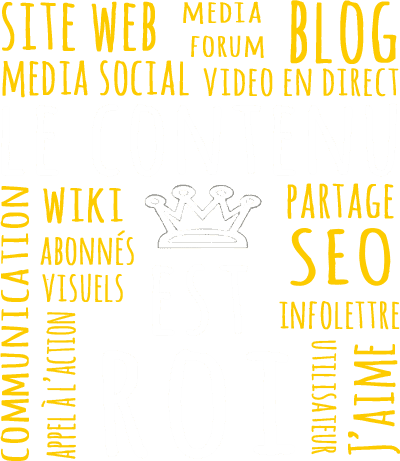 SITE WEB
MEDIA
FORUM
BLOG
MEDIA SOCIAL
VIDEO EN DIRECT
WIKI
ABONNÉS
VISUELS
COMMUNICATION
APPEL À L'ACTION
PARTAGE
SEO
INFOLETTRE
UTILISATEUR
J'AIME